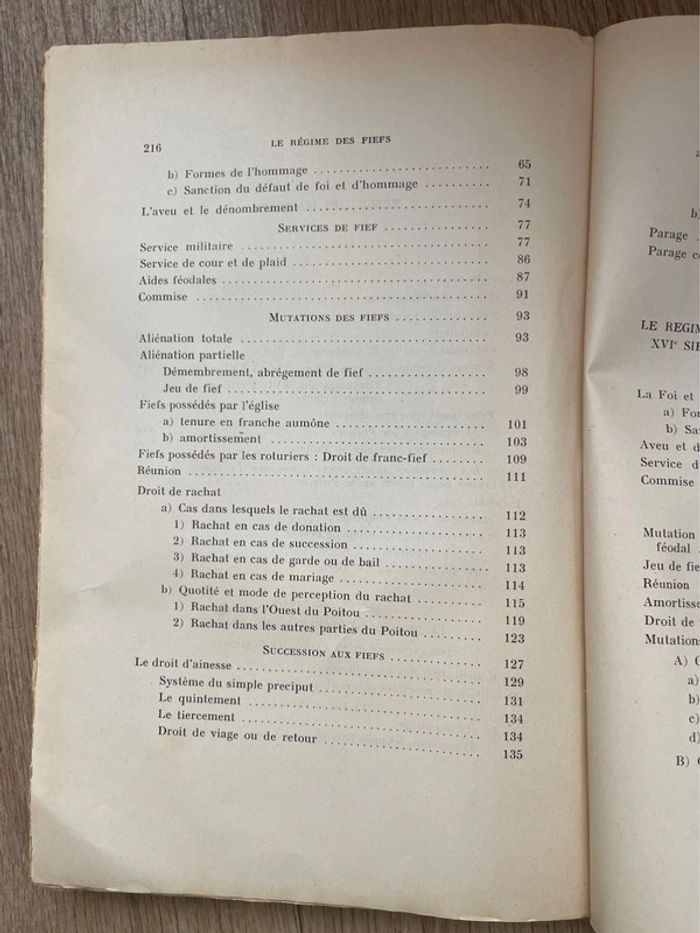 216 LE RÉGIME DES FIEFS
b) Formes de l'hommage .......................... 65
c) Sanction du défaut de foi et d'hommage .......... 71
L'aveu et le dénombrement ........................... 74
SERVICES DE FIEF ................ 77
Service militaire ...................................... 77
Service de cour et de plaid .............................. 86
Aides féodales ........................................ 87
Commise ............................................ 91
MUTATIONS DES FIEFS .............. 93
Aliénation totale ...................................... 93
Aliénation partielle
Démembrement, abrégement de fief .................. 98
Jeu de fief ...................................... 99
Fiefs possédés par l'église
a) tenure en franche aumône ........................ 101
b) amortissement ................................ 103
Fiefs possédés par les roturiers : Droit de franc-fief ........ 109
Réunion ............................................ 111
Droit de rachat
a) Cas dans lesquels le rachat est dû .................. 112
1) Rachat en cas de donation ...................... 113
2) Rachat en cas de succession .................... 113
3) Rachat en cas de garde ou de bail ................ 113
4) Rachat en cas de mariage ...................... 114
b) Quotité et mode de perception du rachat ............ 115
1) Rachat dans l'Ouest du Poitou .................. 119
2) Rachat dans les autres parties du Poitou .......... 123
SUCCESSION AUX FIEFS .............. 127
Le droit d'ainesse .................................... 129
Système du simple preciput ........................ 131
Le quintement .................................. 134
Le tiercement .................................. 134
Droit de viage ou de retour ........................ 135
b)
Parage .
Parage c
LE REGIM
XVIe SIÈ
La Foi et
a) For
b) Sa
Aveu et d
Service d
Commise
Mutation
féodal .
Jeu de fie
Réunion
Amortisse
Droit de
Mutations
A) C
a)
b)
c)
d)
B) C